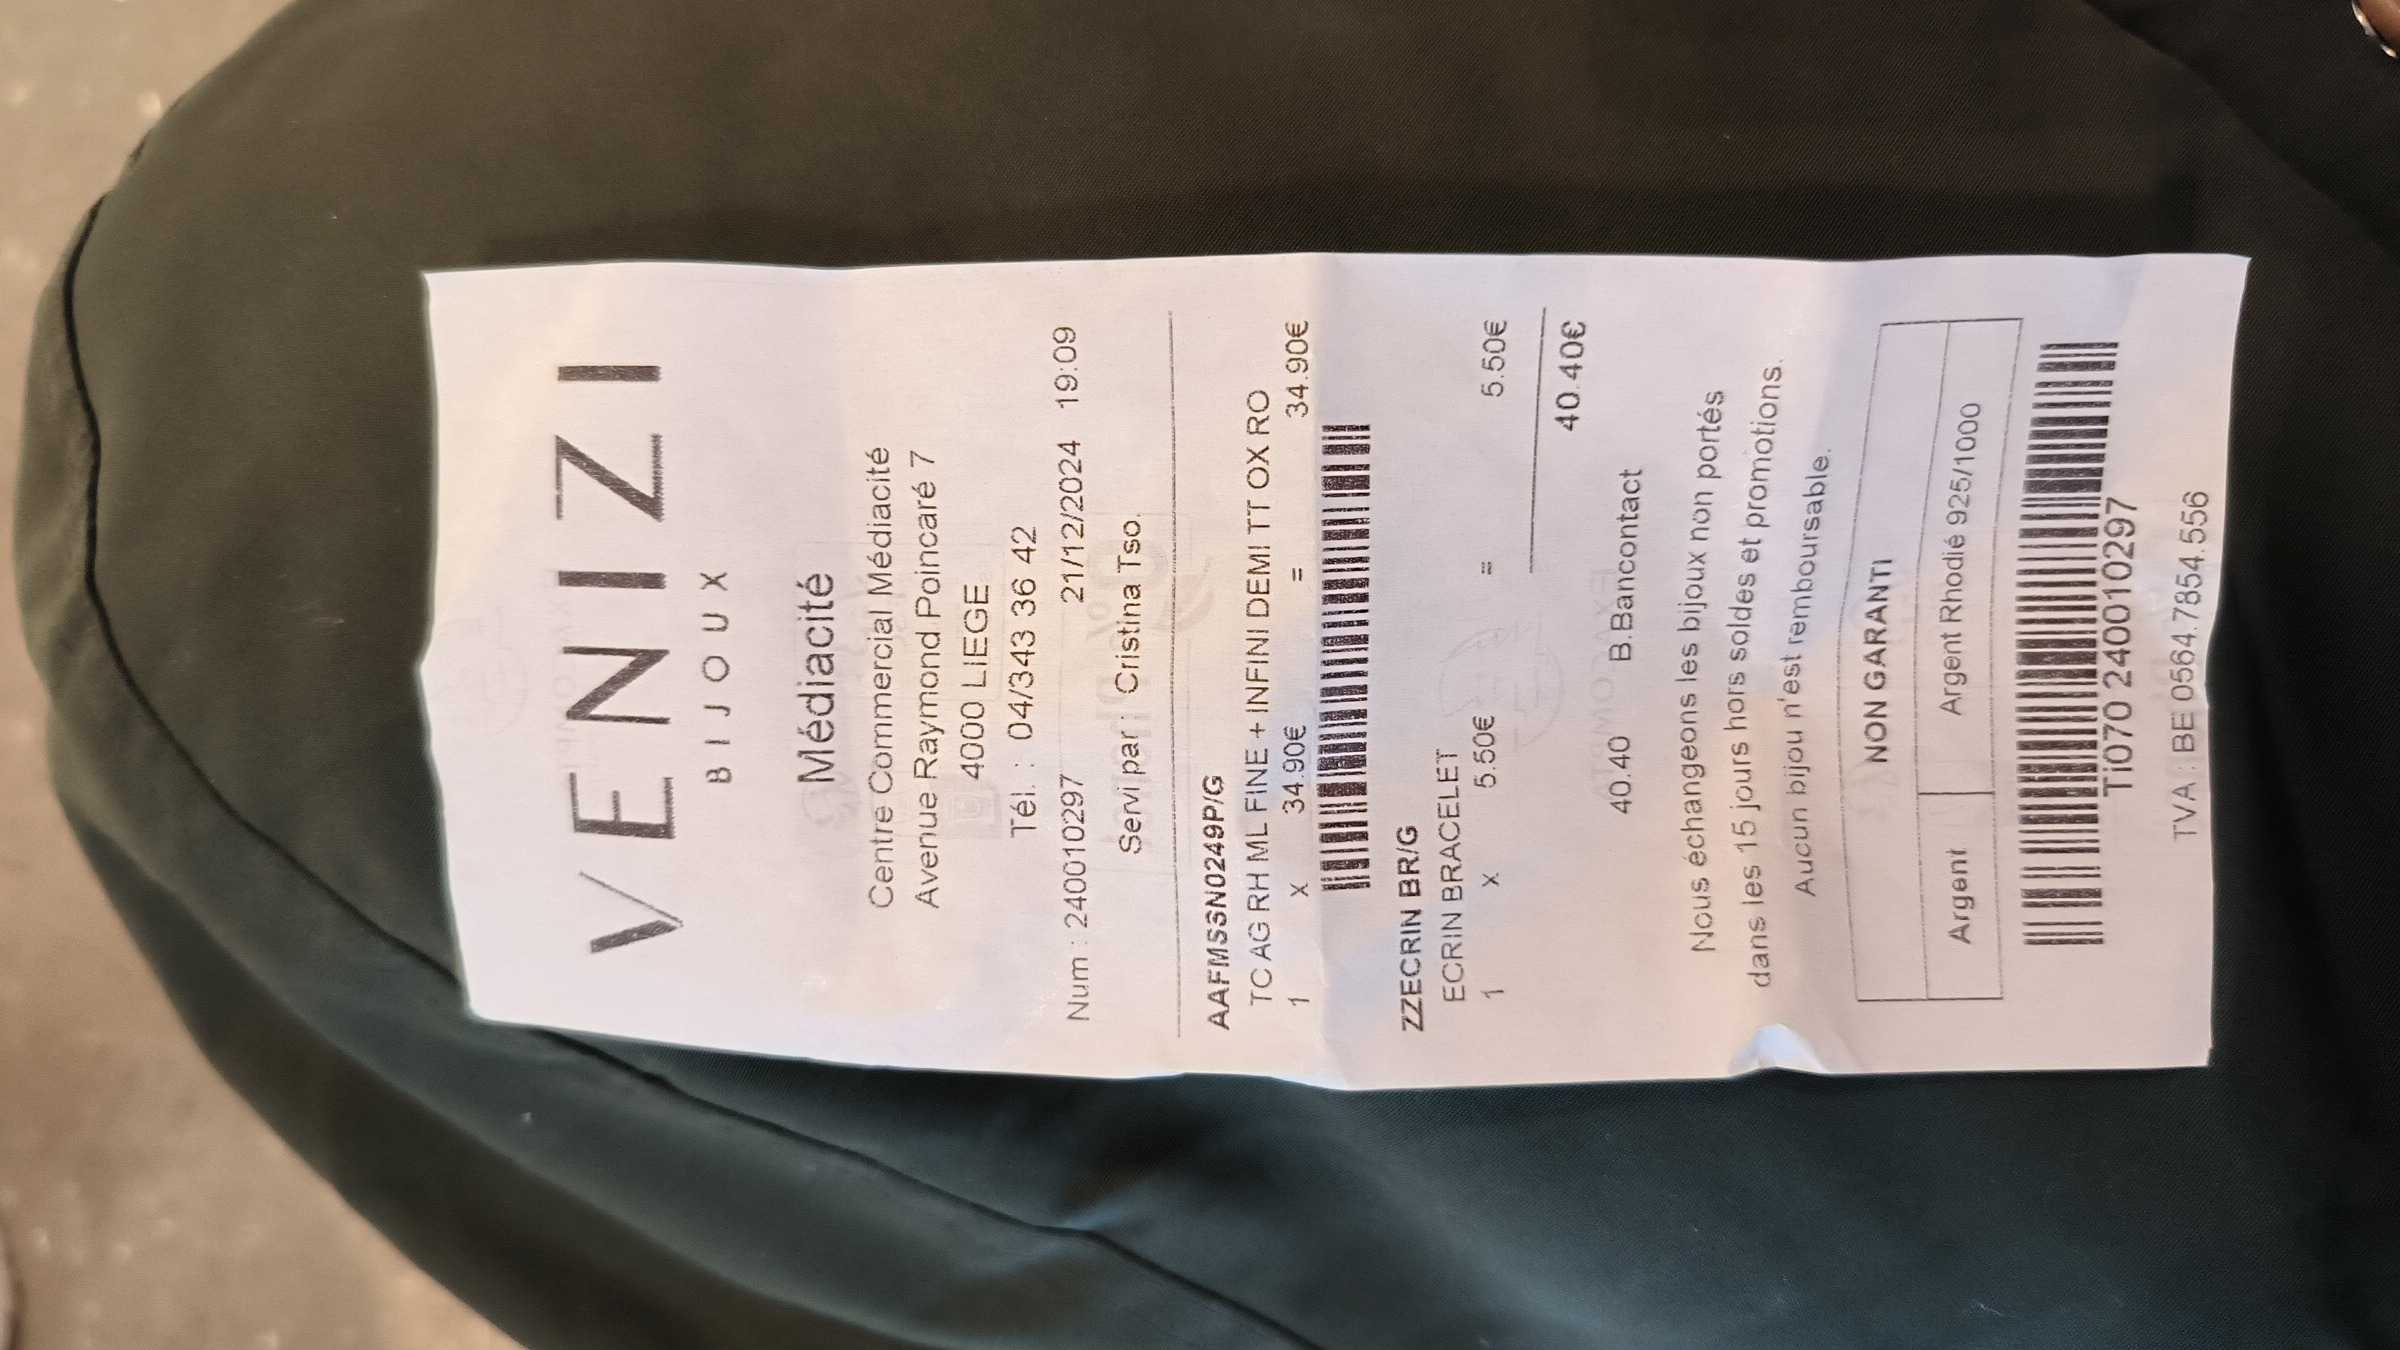 VENIZI
BIJOUX
Médiacité
Centre Commercial Médiacité
Avenue Raymond Poincaré 7
4000 LIEGE
Tél. : 04/343 36 42
Num : 240010297 21/12/2024 19:09
Servi par : Cristina Tso.
AAFMSSN0249P/G
TC AG RH ML FINE + INFINI DEMI TT OX RO
1 x 34.90€ = 34.90€
ZZECRIN BR/G
ECRIN BRACELET
1 x 5.50€ = 5.50€
40.40€
40.40 B.Bancontact
Nous échangeons les bijoux non portés
dans les 15 jours hors soldes et promotions.
Aucun bijou n'est remboursable.
NON GARANTI
Argent Argent Rhodié 925/1000
Ti070 240010297
TVA : BE 0564.7854.556